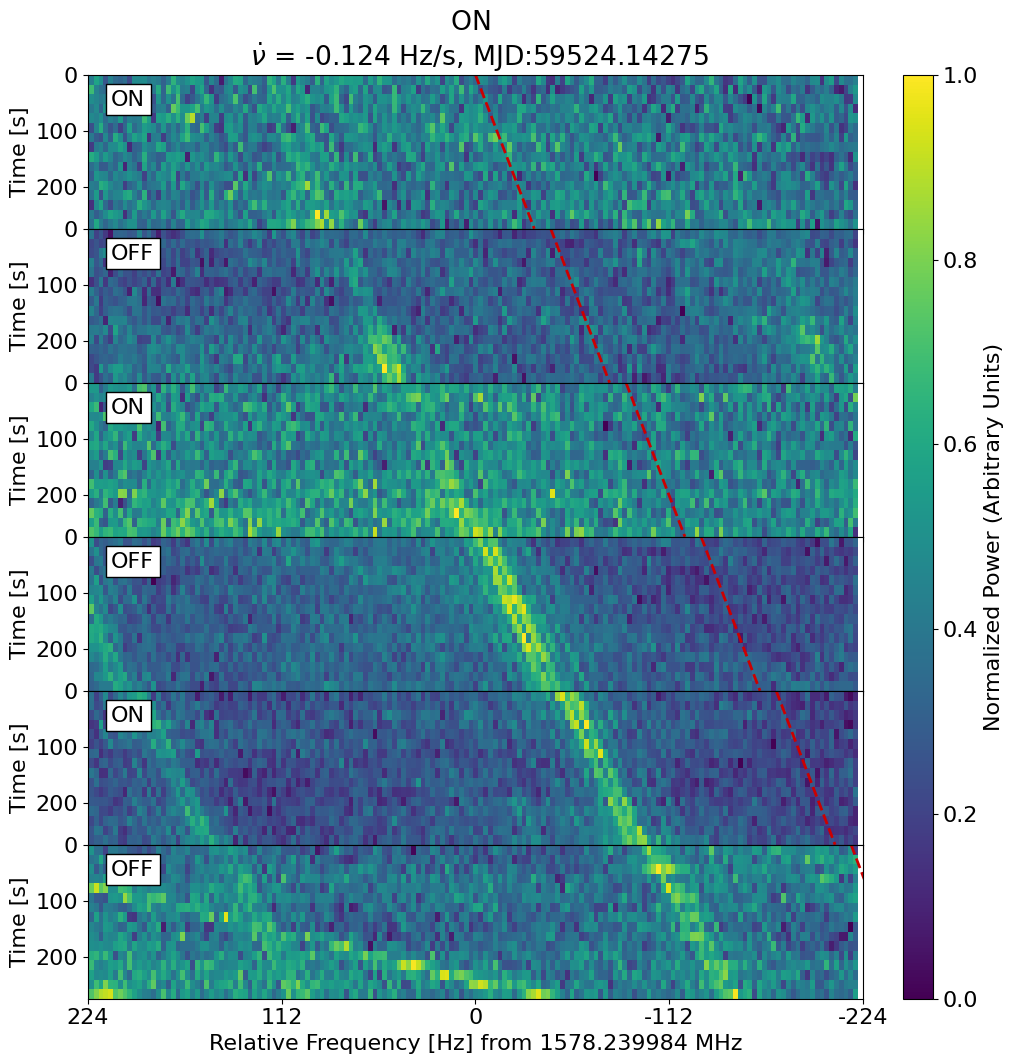 ON
ν̇ = -0.124 Hz/s, MJD:59524.14275
0
ON
100
200
Time [s]
0
OFF
100
200
Time [s]
0
ON
100
200
Time [s]
0
OFF
100
200
Time [s]
0
ON
100
200
Time [s]
0
OFF
100
200
Time [s]
224 112 0 -112 -224
Relative Frequency [Hz] from 1578.239984 MHz
1.0
0.8
0.6
0.4
0.2
0.0
Normalized Power (Arbitrary Units)